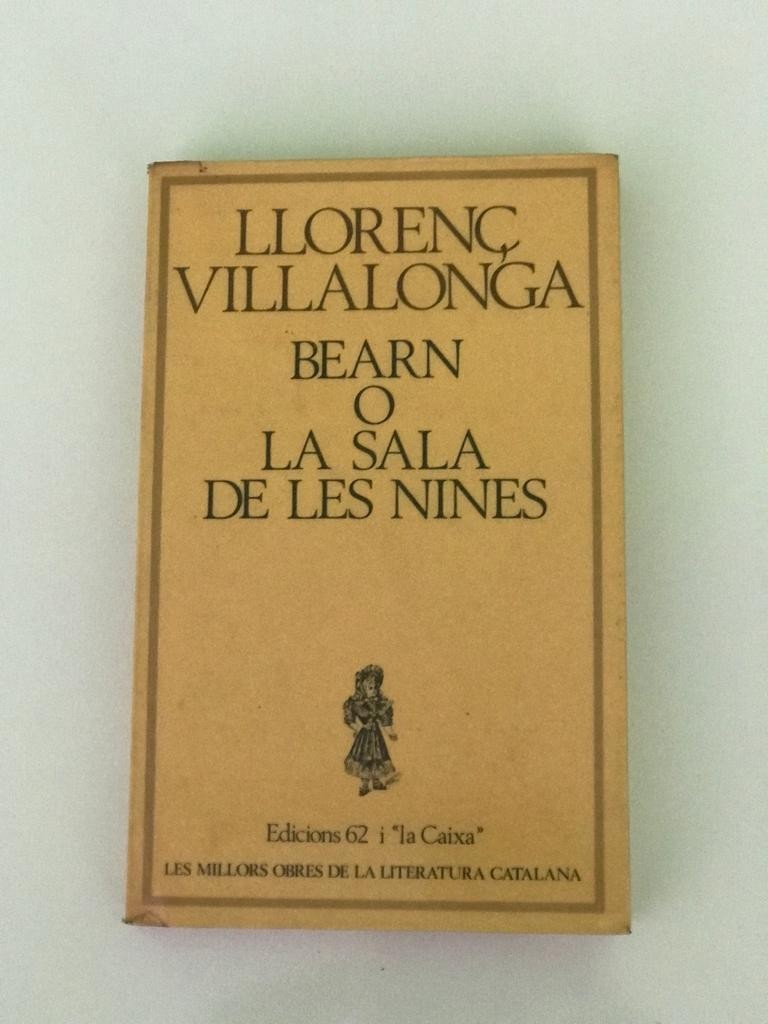 LLORENÇ
VILLALONGA
BEARN
O
LA SALA
DE LES NINES
Edicions 62 i "la Caixa"
LES MILLORS OBRES DE LA LITERATURA CATALANA